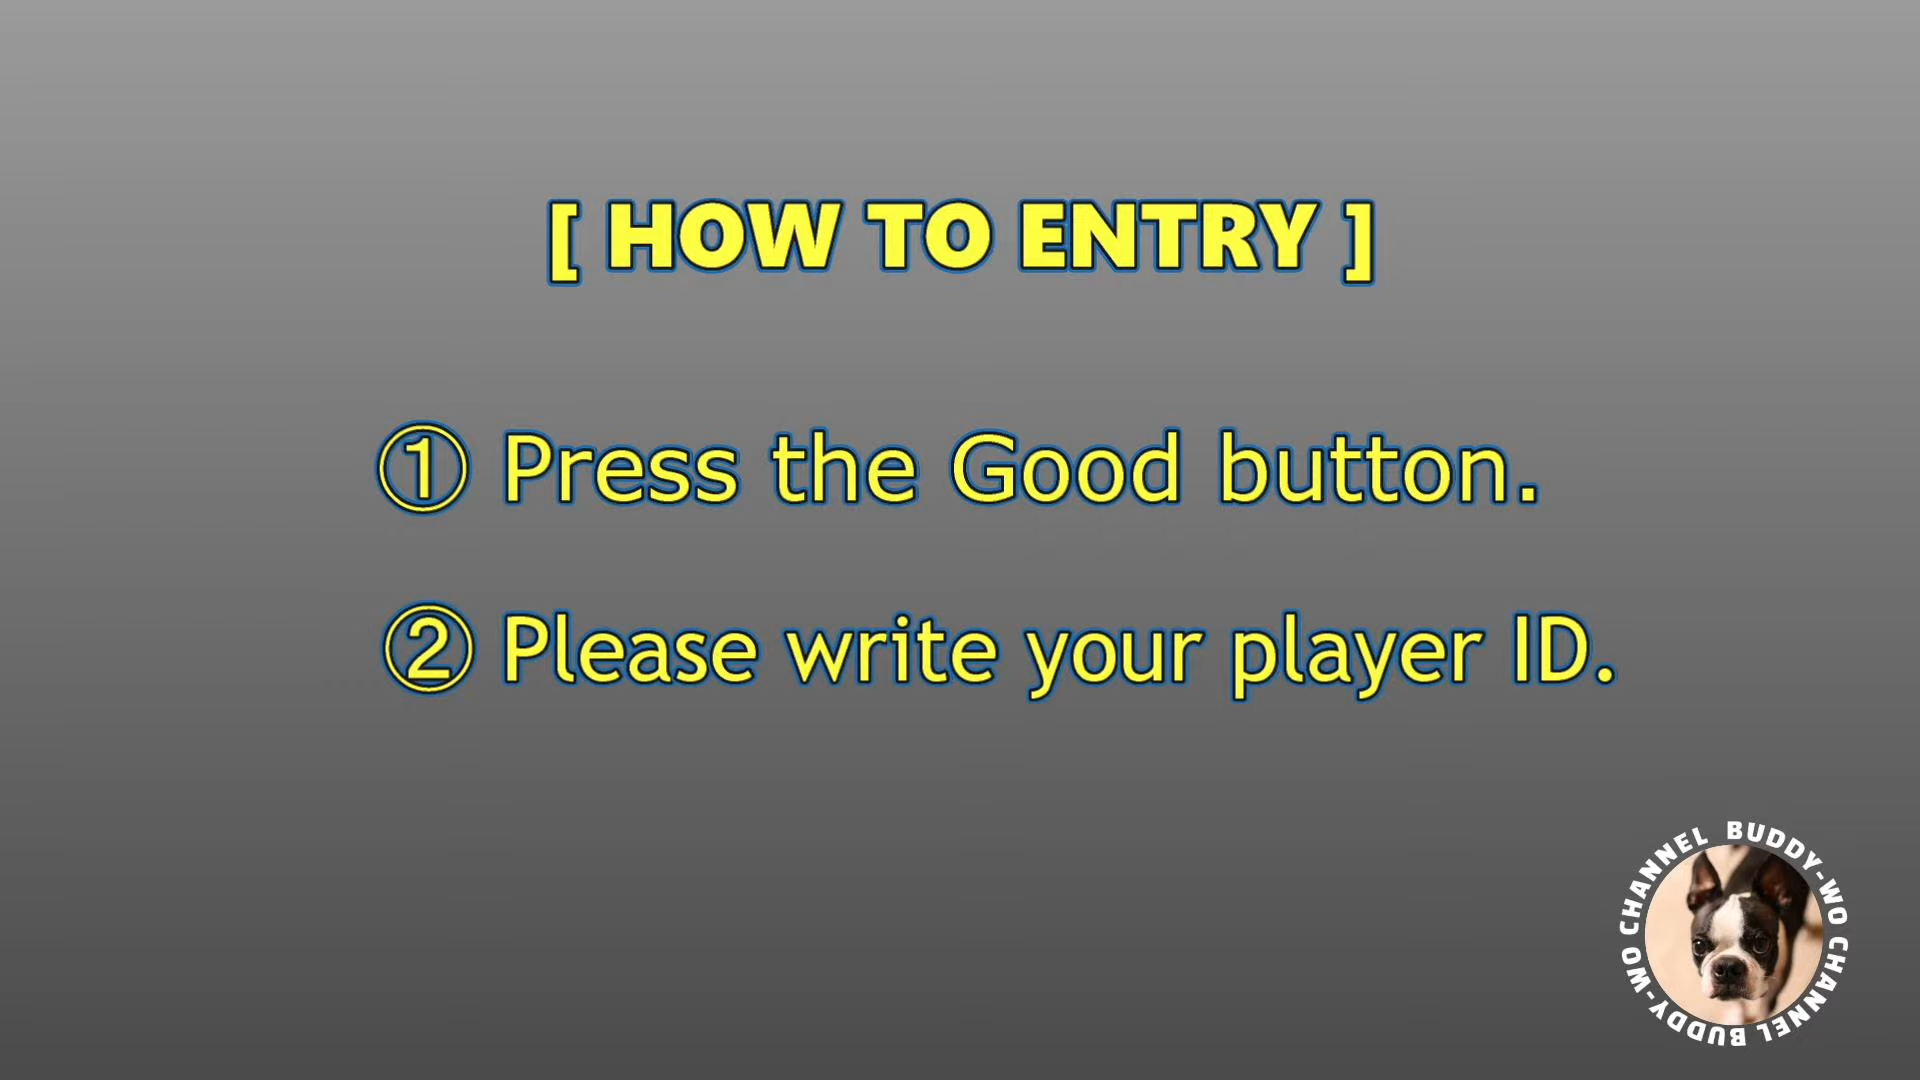 [ HOW TO ENTRY ]
① Press the Good button.
② Please write your player ID.
BUDDY-WO CHANNEL BUDDY-WO CHANNEL